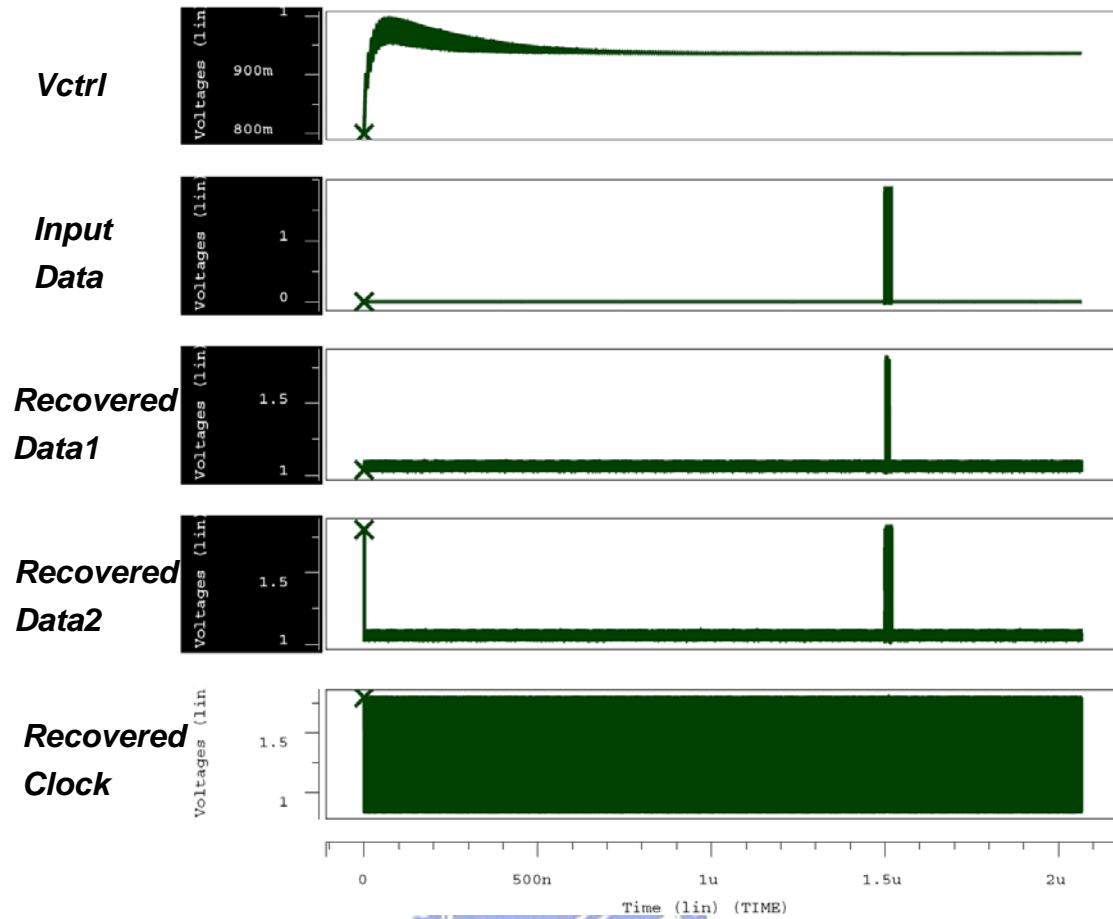 Vctrl
Voltages (lin)
1
900m
800m
Input
Data
Voltages (lin)
1
0
Recovered
Data1
Voltages (lin)
1.5
1
Recovered
Data2
Voltages (lin)
1.5
1
Recovered
Clock
Voltages (lin
1.5
1
0
500n
1u
1.5u
2u
Time (lin) (TIME)